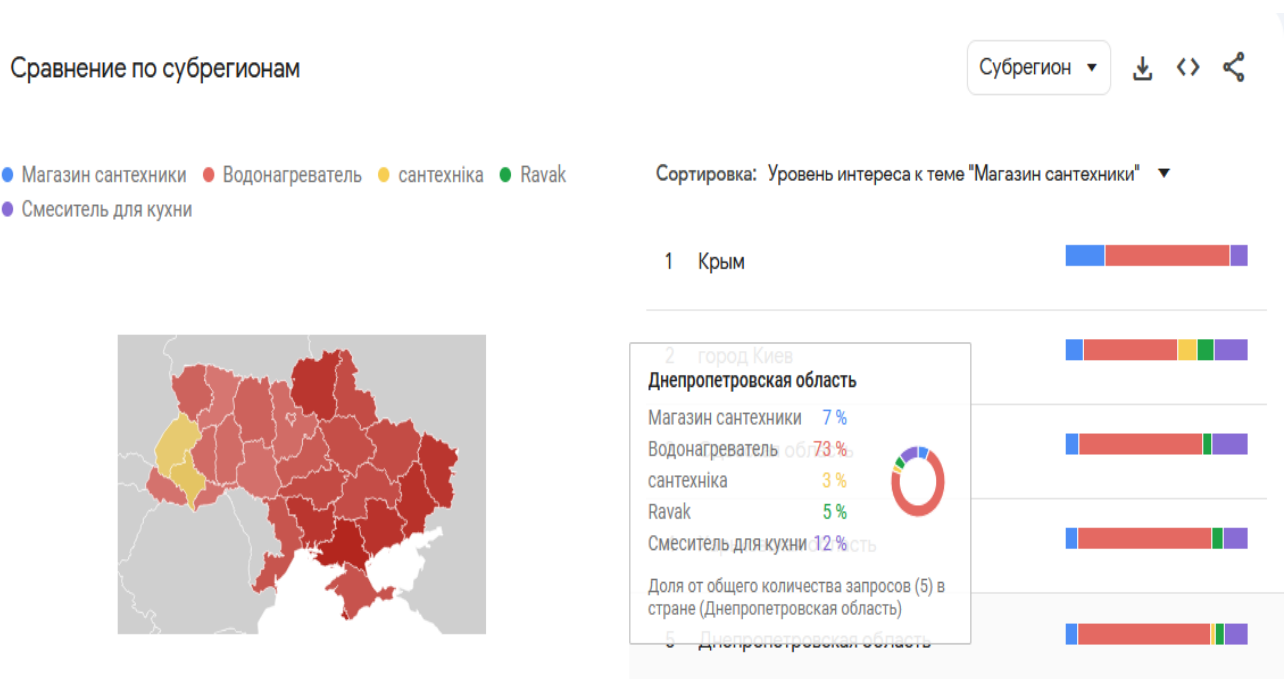 Сравнение по субрегионам
Субрегион
Магазин сантехники
Водонагреватель
сантехніка
Ravak
Смеситель для кухни
Сортировка: Уровень интереса к теме "Магазин сантехники"
1 Крым
2 город Киев
Днепропетровская область
Магазин сантехники 7 %
Водонагреватель 73 %
сантехніка 3 %
Ravak 5 %
Смеситель для кухни 12 %
Доля от общего количества запросов (5) в
стране (Днепропетровская область)
5 Днепропетровская область